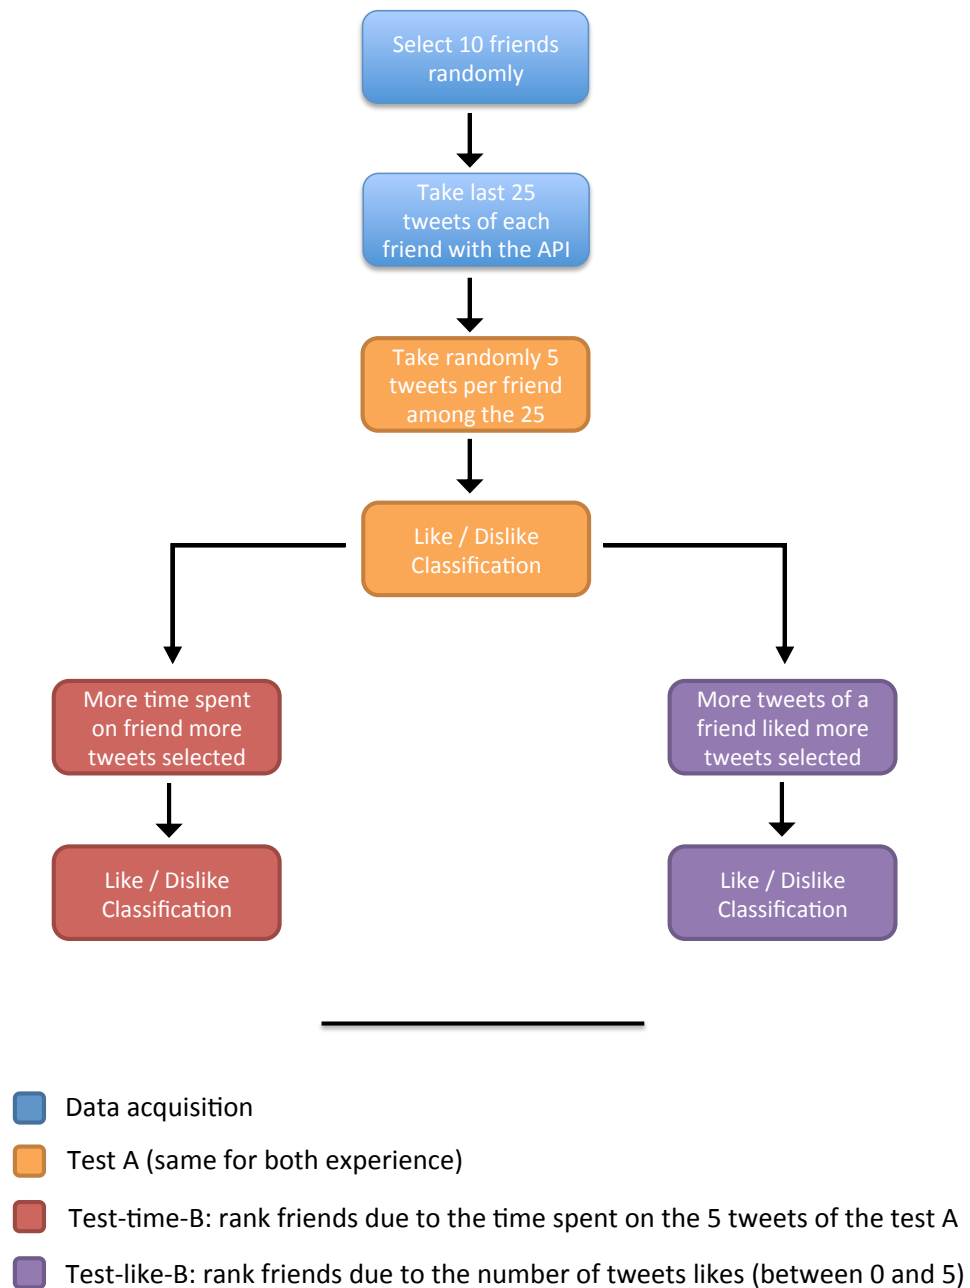 Select 10 friends
randomly
Take last 25
tweets of each
friend with the API
Take randomly 5
tweets per friend
among the 25
Like / Dislike
Classification
More time spent
on friend more
tweets selected
More tweets of a
friend liked more
tweets selected
Like / Dislike
Classification
Like / Dislike
Classification
Data acquisition
Test A (same for both experience)
Test-time-B: rank friends due to the time spent on the 5 tweets of the test A
Test-like-B: rank friends due to the number of tweets likes (between 0 and 5)